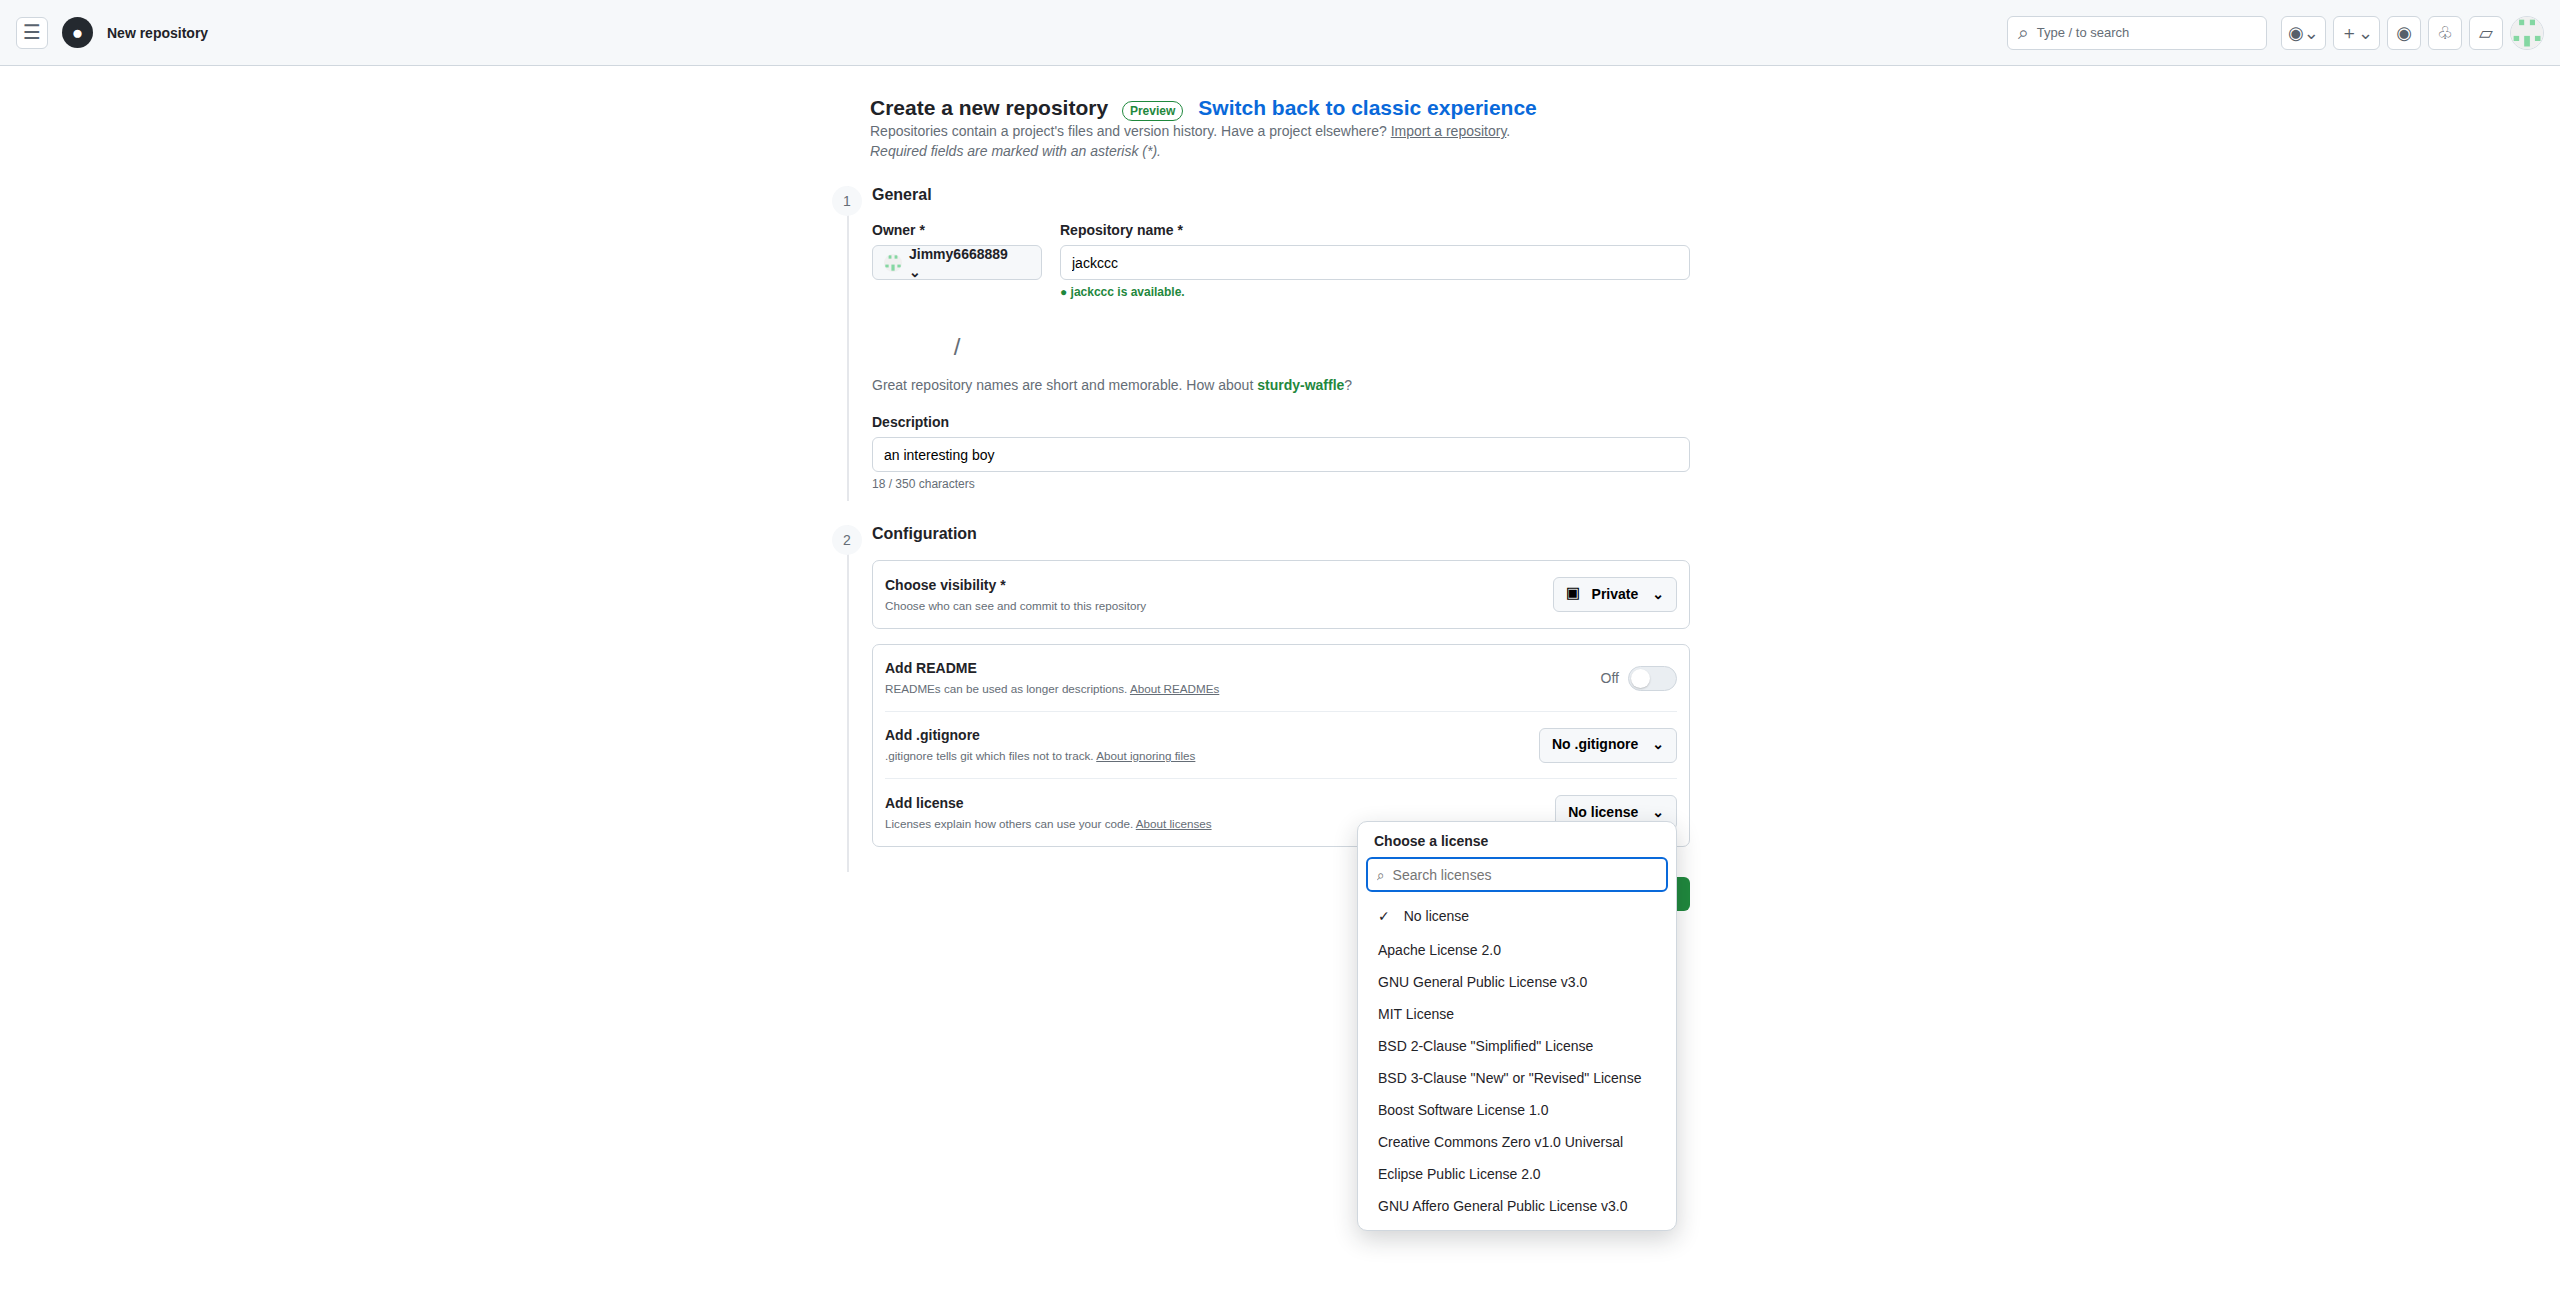 New repository
Type / to search
Create a new repository Preview Switch back to classic experience
Repositories contain a project's files and version history. Have a project elsewhere? Import a repository.
Required fields are marked with an asterisk (*).
1 General
Owner * Repository name *
Jimmy6668889 jackccc
jackccc is available.
/
Great repository names are short and memorable. How about sturdy-waffle?
Description
an interesting boy
18 / 350 characters
2 Configuration
Choose visibility *
Choose who can see and commit to this repository
Private
Add README
READMEs can be used as longer descriptions. About READMEs
Off
Add .gitignore
.gitignore tells git which files not to track. About ignoring files
No .gitignore
Add license
Licenses explain how others can use your code. About licenses
No license
Choose a license
Search licenses
✓ No license
Apache License 2.0
GNU General Public License v3.0
MIT License
BSD 2-Clause "Simplified" License
BSD 3-Clause "New" or "Revised" License
Boost Software License 1.0
Creative Commons Zero v1.0 Universal
Eclipse Public License 2.0
GNU Affero General Public License v3.0